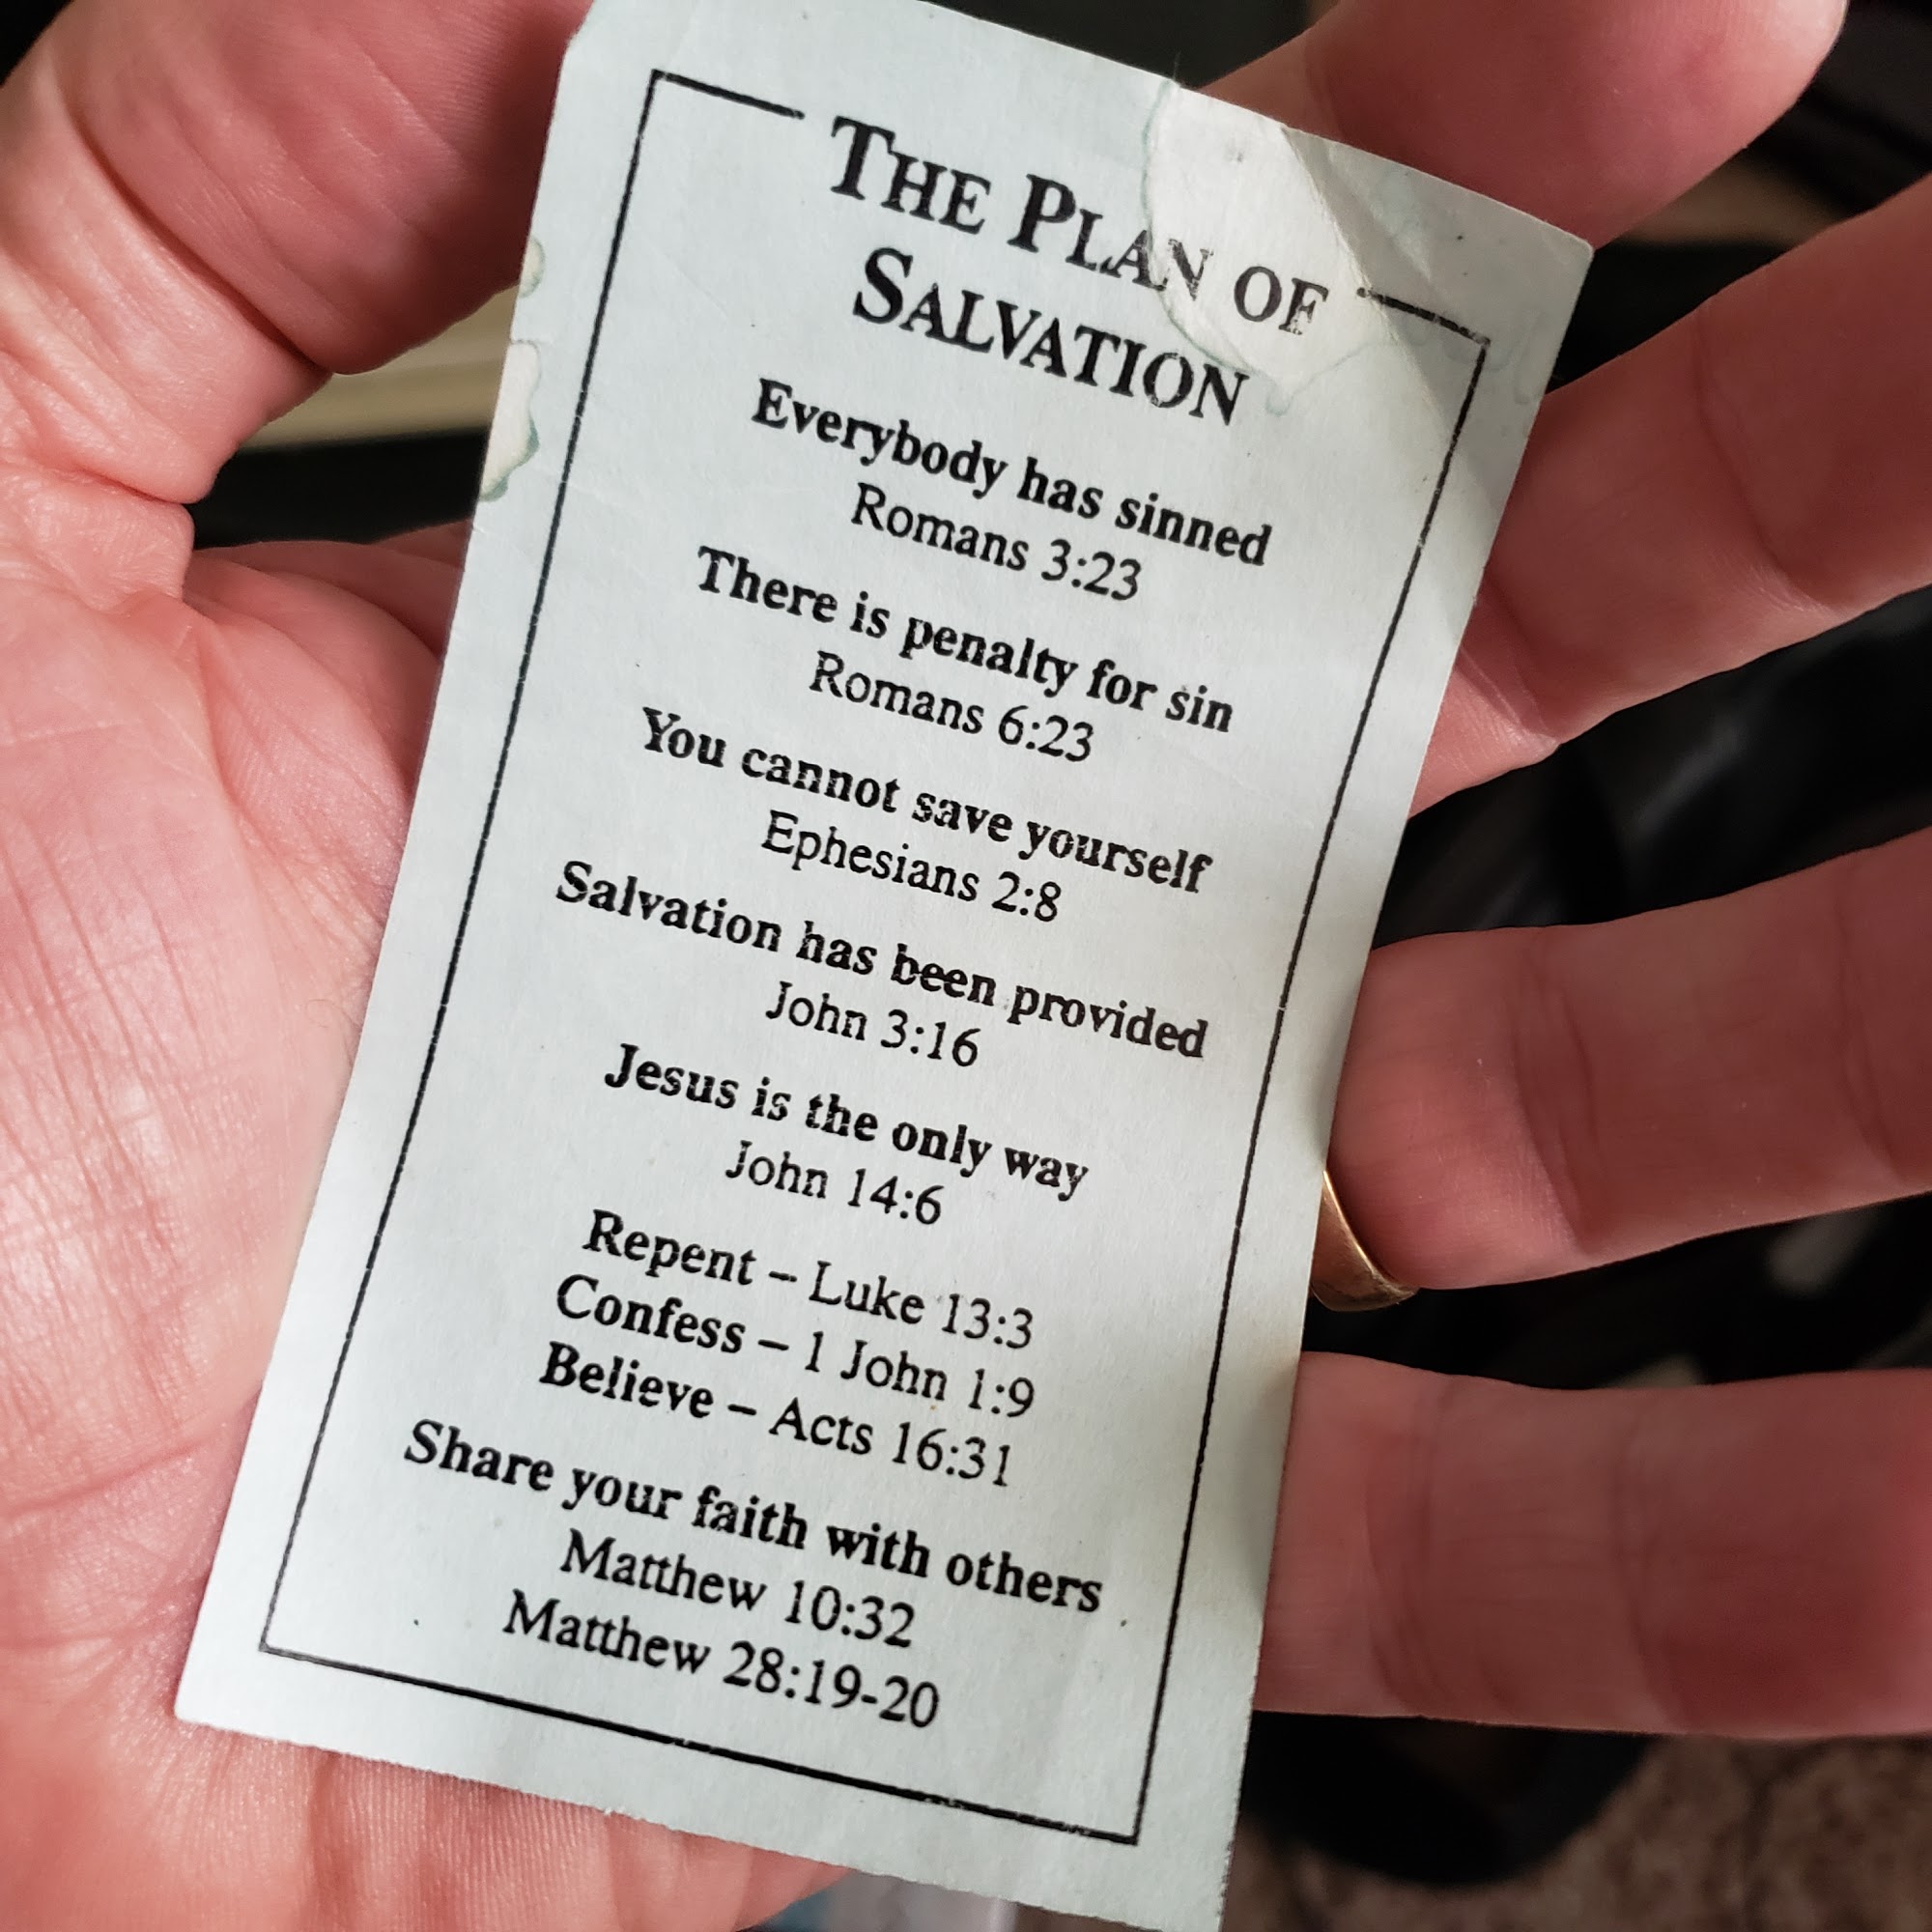 THE PLAN OF
SALVATION
Everybody has sinned
Romans 3:23
There is penalty for sin
Romans 6:23
You cannot save yourself
Ephesians 2:8
Salvation has been provided
John 3:16
Jesus is the only way
John 14:6
Repent – Luke 13:3
Confess – 1 John 1:9
Believe – Acts 16:31
Share your faith with others
Matthew 10:32
Matthew 28:19-20